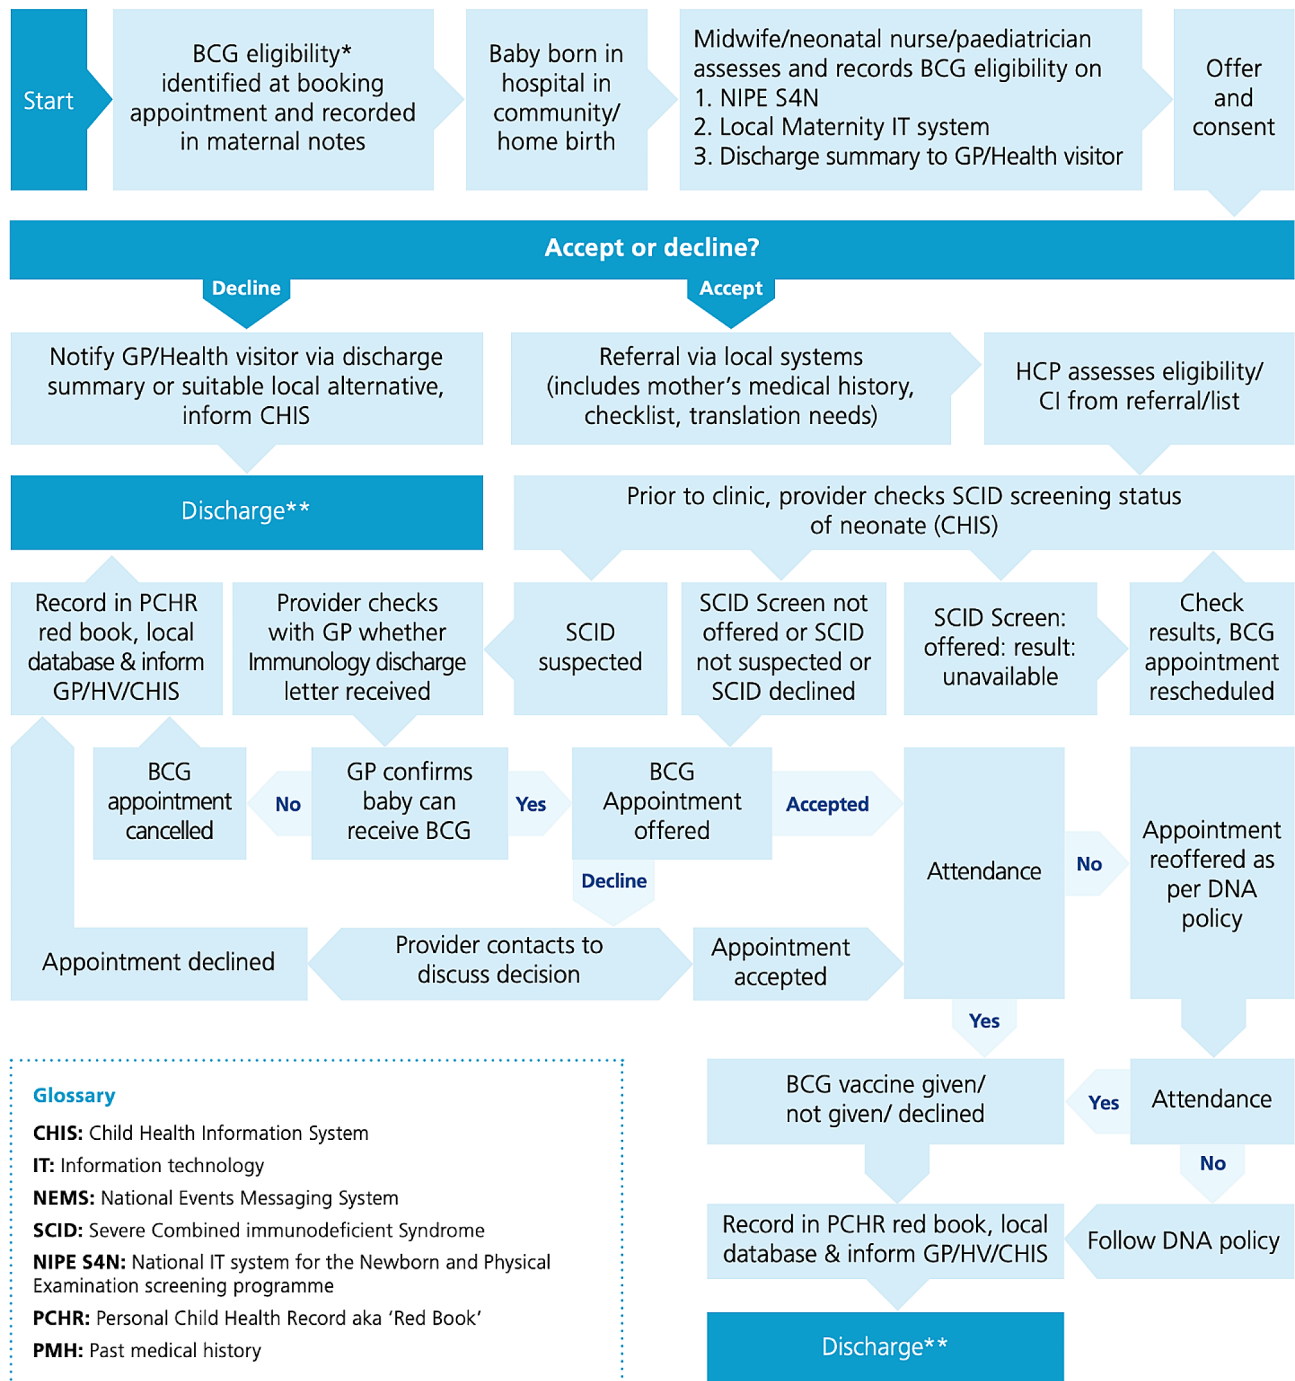 Start
BCG eligibility*
identified at booking
appointment and recorded
in maternal notes
Baby born in
hospital in
community/
home birth
Midwife/neonatal nurse/paediatrician
assesses and records BCG eligibility on
1. NIPE S4N
2. Local Maternity IT system
3. Discharge summary to GP/Health visitor
Offer
and
consent
Accept or decline?
Decline
Accept
Notify GP/Health visitor via discharge
summary or suitable local alternative,
inform CHIS
Referral via local systems
(includes mother's medical history,
checklist, translation needs)
HCP assesses eligibility/
CI from referral/list
Discharge**
Prior to clinic, provider checks SCID screening status
of neonate (CHIS)
Record in PCHR
red book, local
database & inform
GP/HV/CHIS
Provider checks
with GP whether
Immunology discharge
letter received
SCID
suspected
SCID Screen not
offered or SCID
not suspected or
SCID declined
SCID Screen:
offered: result:
unavailable
Check
results, BCG
appointment
rescheduled
BCG
appointment
cancelled
No
GP confirms
baby can
receive BCG
Yes
BCG
Appointment
offered
Accepted
Decline
Attendance
No
Appointment
reoffered as
per DNA
policy
Appointment declined
Provider contacts to
discuss decision
Appointment
accepted
Yes
BCG vaccine given/
not given/ declined
Yes
Attendance
No
Record in PCHR red book, local
database & inform GP/HV/CHIS
Follow DNA policy
Discharge**
Glossary
CHIS: Child Health Information System
IT: Information technology
NEMS: National Events Messaging System
SCID: Severe Combined immunodeficient Syndrome
NIPE S4N: National IT system for the Newborn and Physical
Examination screening programme
PCHR: Personal Child Health Record aka 'Red Book'
PMH: Past medical history